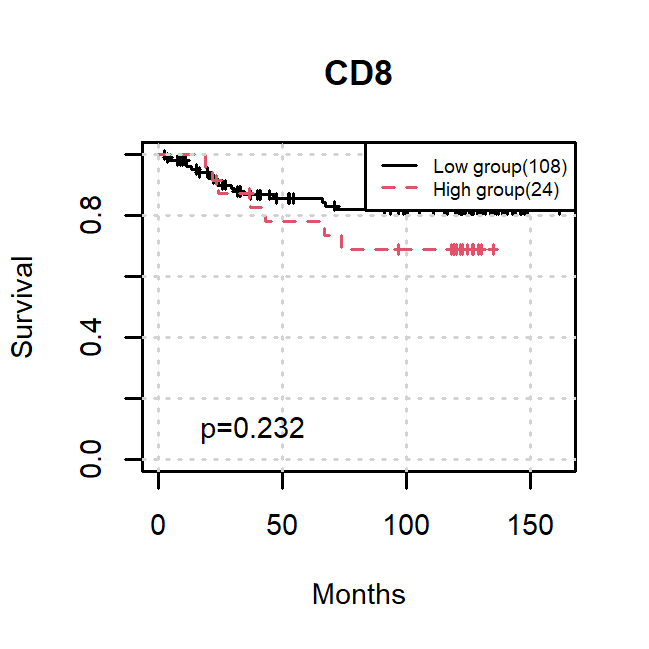 CD8
Low group(108)
High group(24)
Survival
0.8
0.4
0.0
p=0.232
0 50 100 150
Months